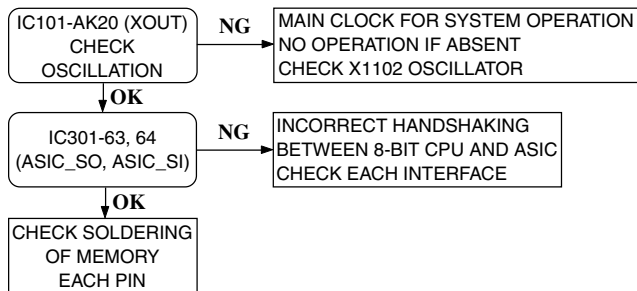 IC101-AK20 (XOUT)
CHECK
OSCILLATION
NG
MAIN CLOCK FOR SYSTEM OPERATION
NO OPERATION IF ABSENT
CHECK X1102 OSCILLATOR
OK
IC301-63, 64
(ASIC_SO, ASIC_SI)
NG
INCORRECT HANDSHAKING
BETWEEN 8-BIT CPU AND ASIC
CHECK EACH INTERFACE
OK
CHECK SOLDERING
OF MEMORY
EACH PIN